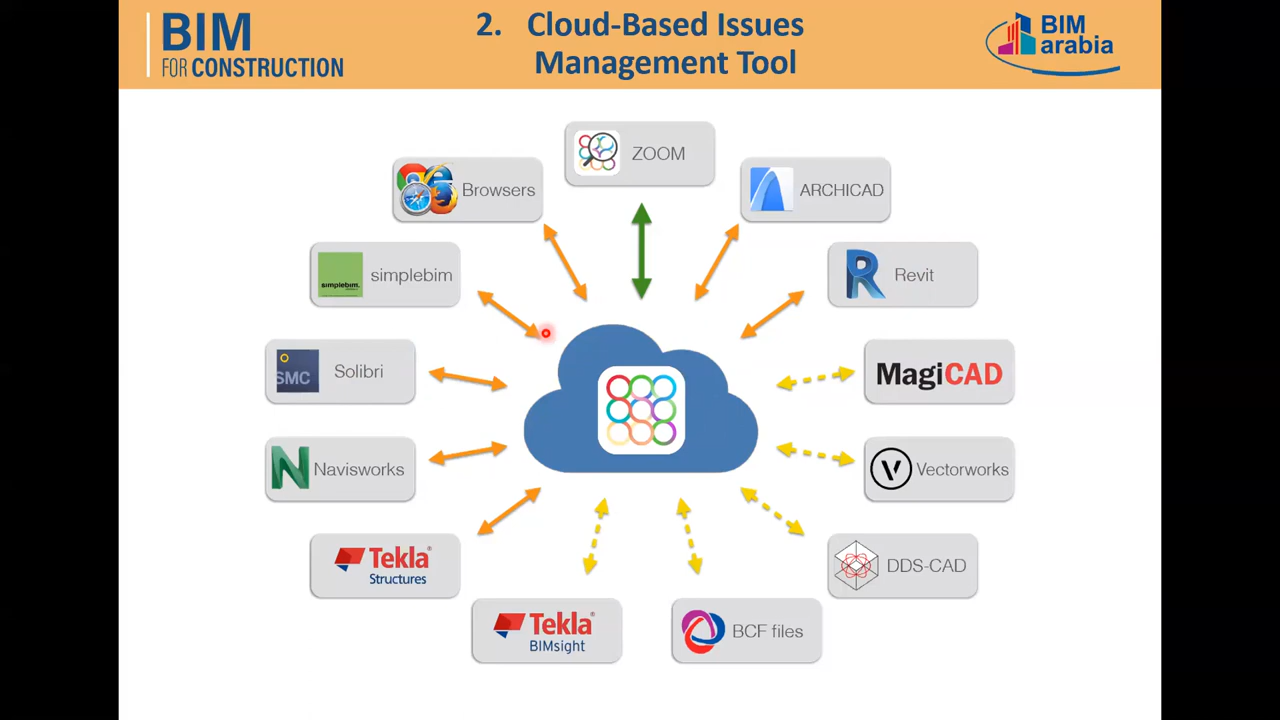 BIM
FOR CONSTRUCTION
2. Cloud-Based Issues
Management Tool
BIM
arabia
ZOOM
Browsers
ARCHICAD
simplebim.
simplebim
Revit
SMC
Solibri
MagiCAD
Navisworks
Vectorworks
Tekla®
Structures
DDS-CAD
Tekla®
BIMsight
BCF files